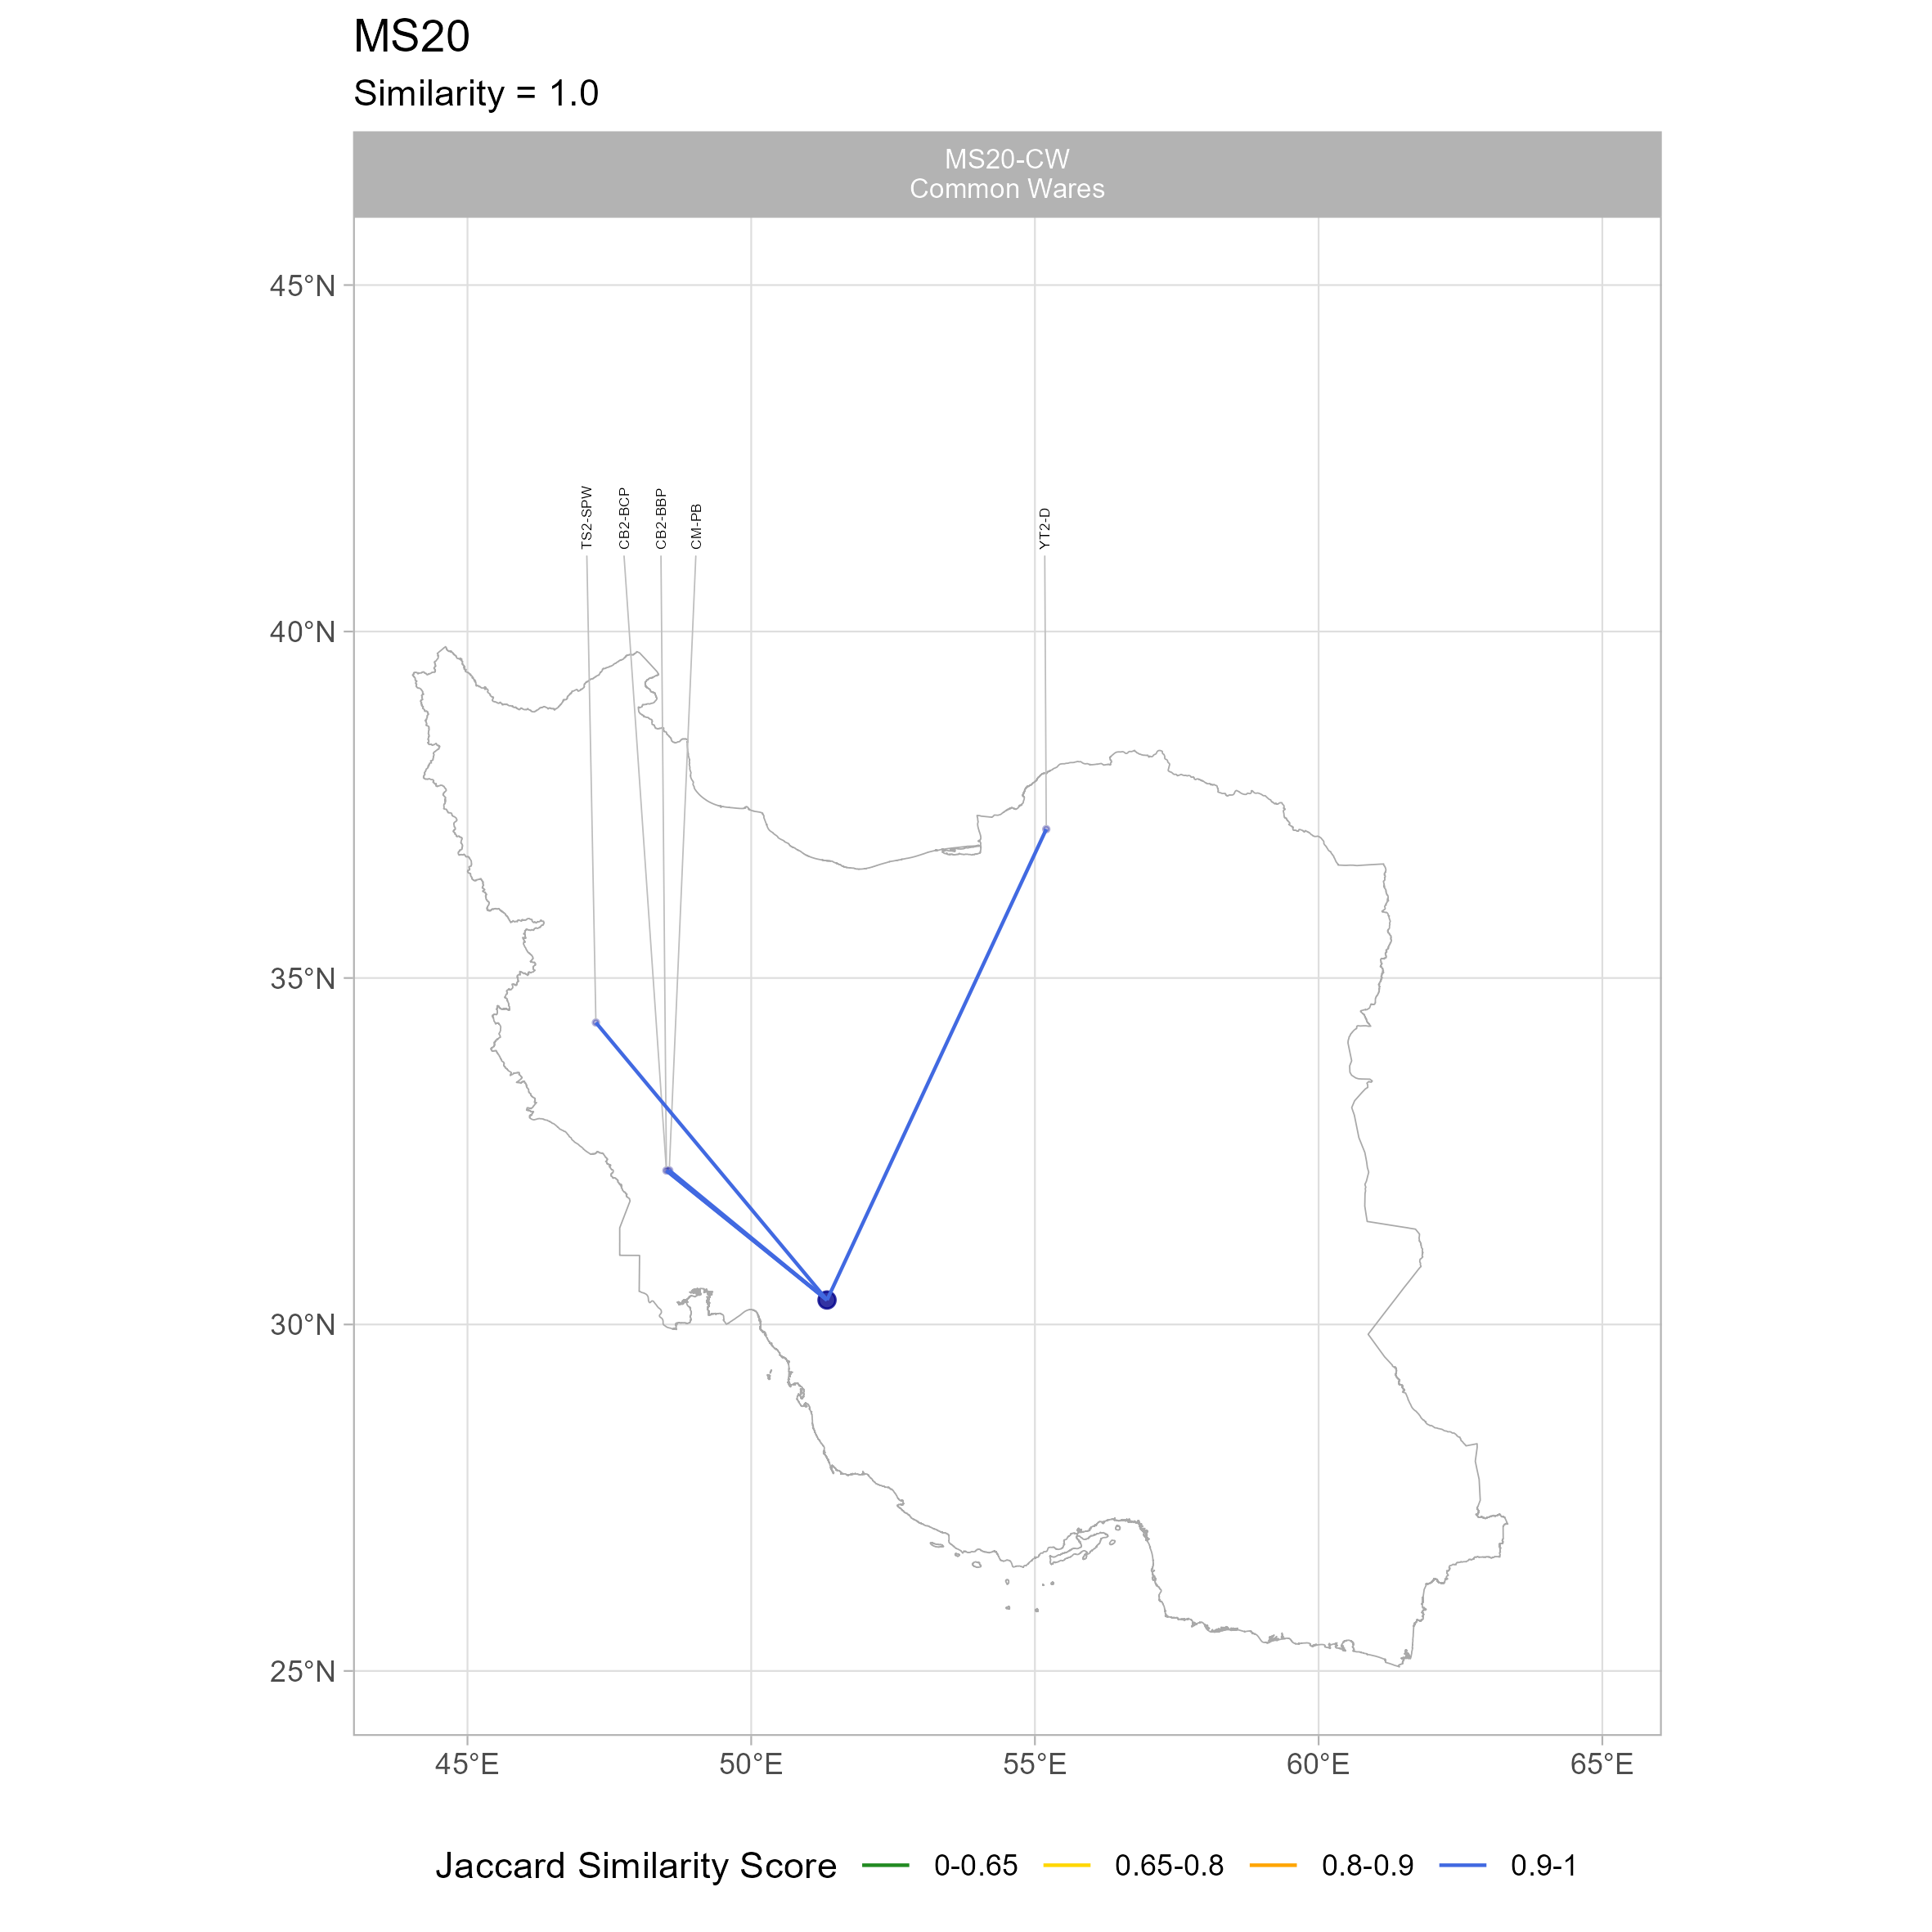 MS20
Similarity = 1.0
MS20-CW
Common Wares
45°N
40°N
35°N
30°N
25°N
TS2-SPW
CB2-BCP
CB2-BBP
CM-PB
YT2-D
45°E
50°E
55°E
60°E
65°E
Jaccard Similarity Score 0-0.65 0.65-0.8 0.8-0.9 0.9-1